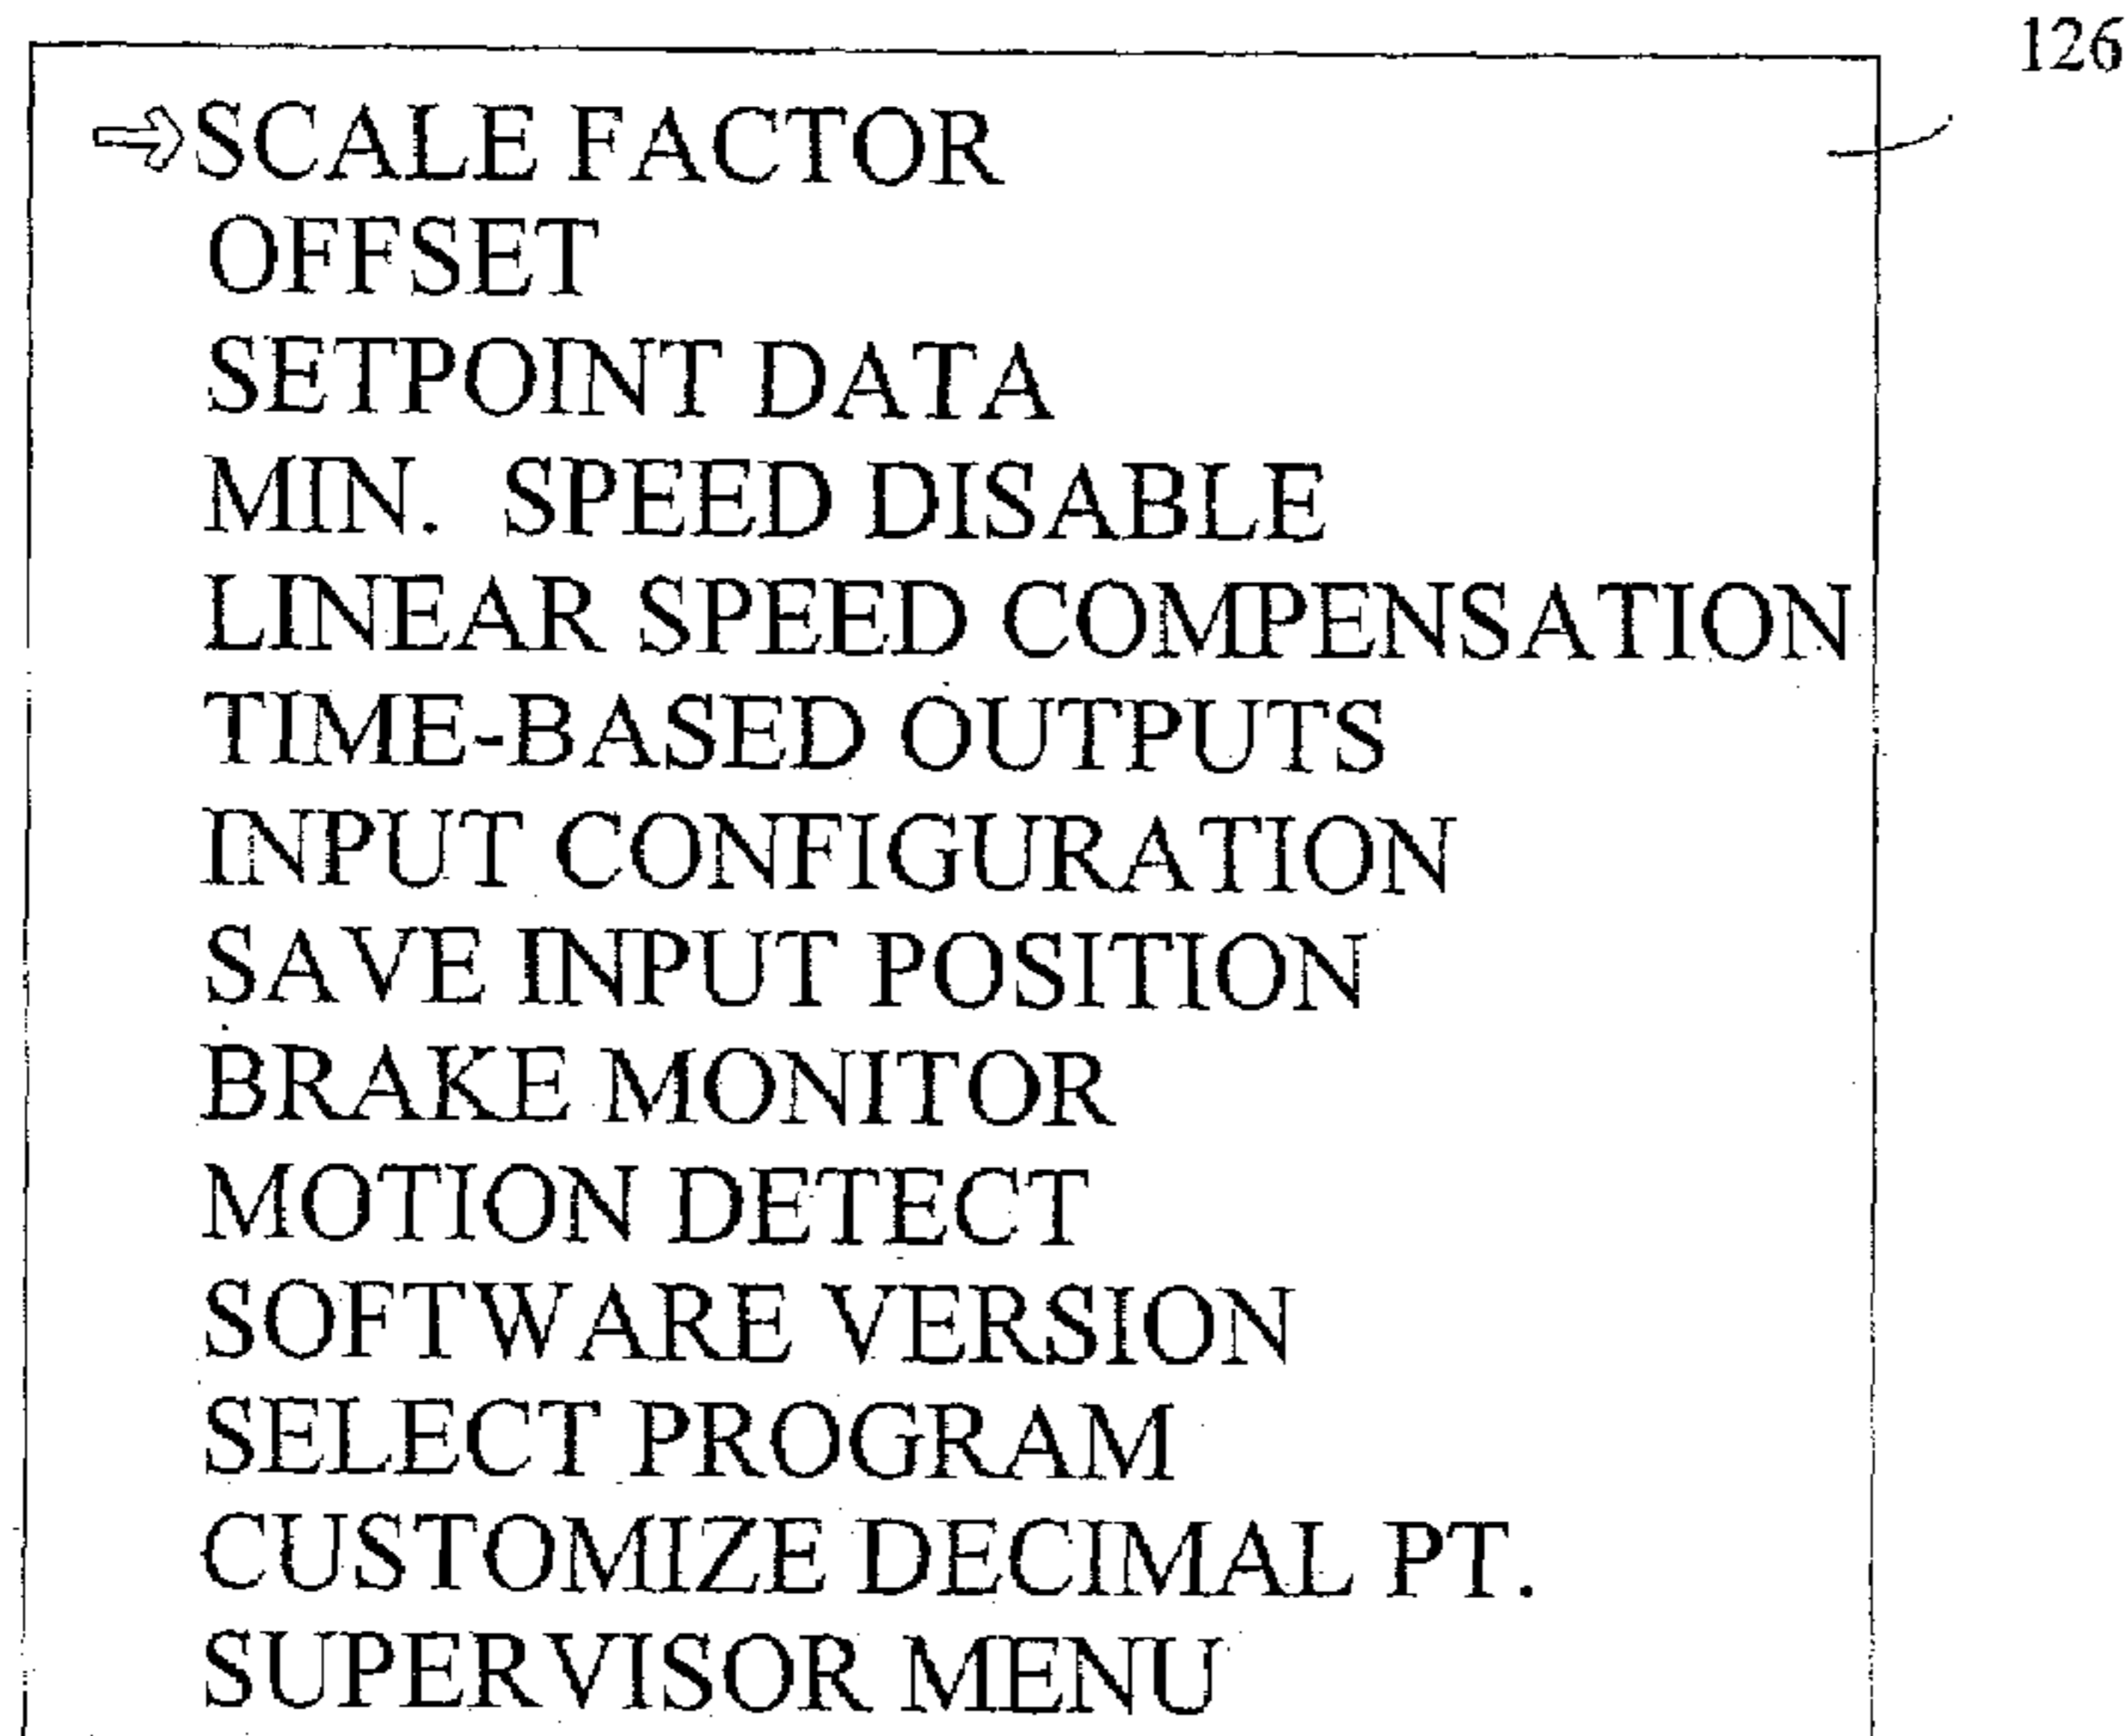 126
⇨SCALE FACTOR
OFFSET
SETPOINT DATA
MIN. SPEED DISABLE
LINEAR SPEED COMPENSATION
TIME-BASED OUTPUTS
INPUT CONFIGURATION
SAVE INPUT POSITION
BRAKE MONITOR
MOTION DETECT
SOFTWARE VERSION
SELECT PROGRAM
CUSTOMIZE DECIMAL PT.
SUPERVISOR MENU